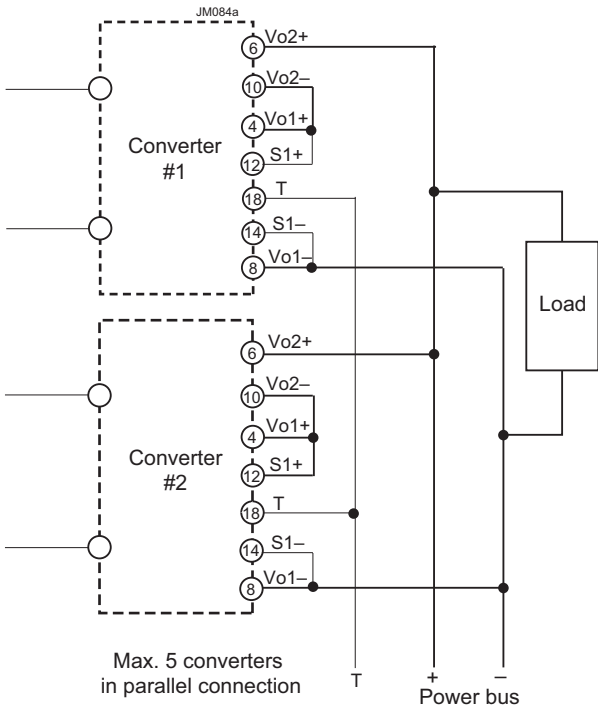 JM084a
6 Vo2+
10 Vo2–
4 Vo1+
12 S1+
18 T
14 S1–
8 Vo1–
Converter
#1
Load
6 Vo2+
10 Vo2–
4 Vo1+
12 S1+
18 T
14 S1–
8 Vo1–
Converter
#2
Max. 5 converters
in parallel connection
T + –
Power bus